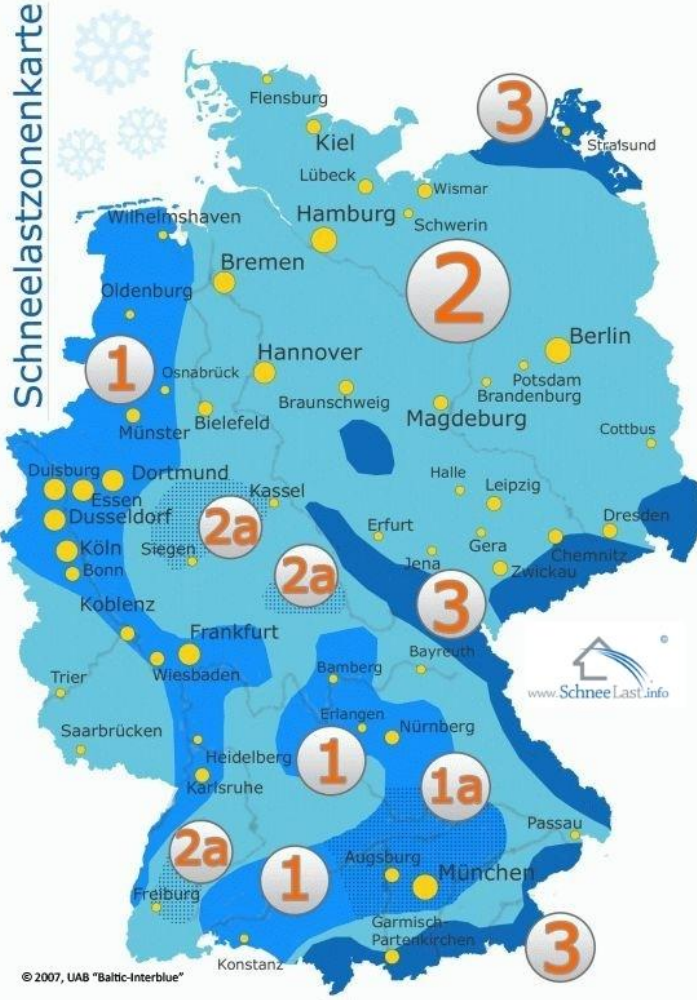 Schneelastzonenkarte
Flensburg
3
Kiel
Stralsund
Lübeck
Wismar
Wilhelmshaven
Hamburg
Schwerin
Bremen
2
Oldenburg
Berlin
Hannover
1
Osnabrück
Potsdam
Braunschweig
Brandenburg
Magdeburg
Münster
Bielefeld
Cottbus
Duisburg
Dortmund
Halle
Essen
Kassel
Leipzig
Dusseldorf
2a
Erfurt
Dresden
Köln
Siegen
Gera
Chemnitz
Bonn
2a
Jena
Zwickau
Koblenz
3
Frankfurt
Bayreuth
Bamberg
Wiesbaden
Trier
www.SchneeLast.info
©
Erlangen
Saarbrücken
Nürnberg
Heidelberg
1
1a
Karlsruhe
Passau
2a
Augsburg
1
München
Freiburg
Garmisch-
Partenkirchen
3
Konstanz
© 2007, UAB "Baltic-Interblue"